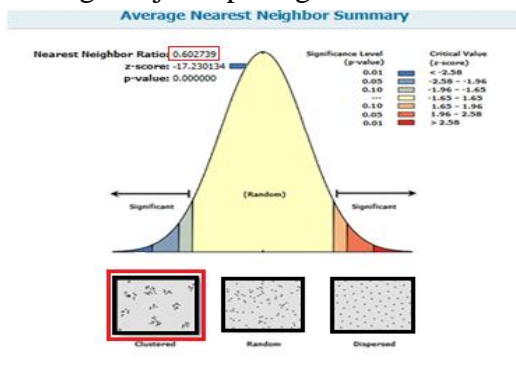 Average Nearest Neighbor Summary
Nearest Neighbor Ratio: 0.602739
z-score: -17.230134
p-value: 0.000000
Significance Level (p-value)
Critical Value (z-score)
0.01 < -2.58
0.05 -2.58 - -1.96
0.10 -1.96 - -1.65
--- -1.65 - 1.65
0.10 1.65 - 1.96
0.05 1.96 - 2.58
0.01 > 2.58
(Random)
Significant
Significant
Clustered
Random
Dispersed